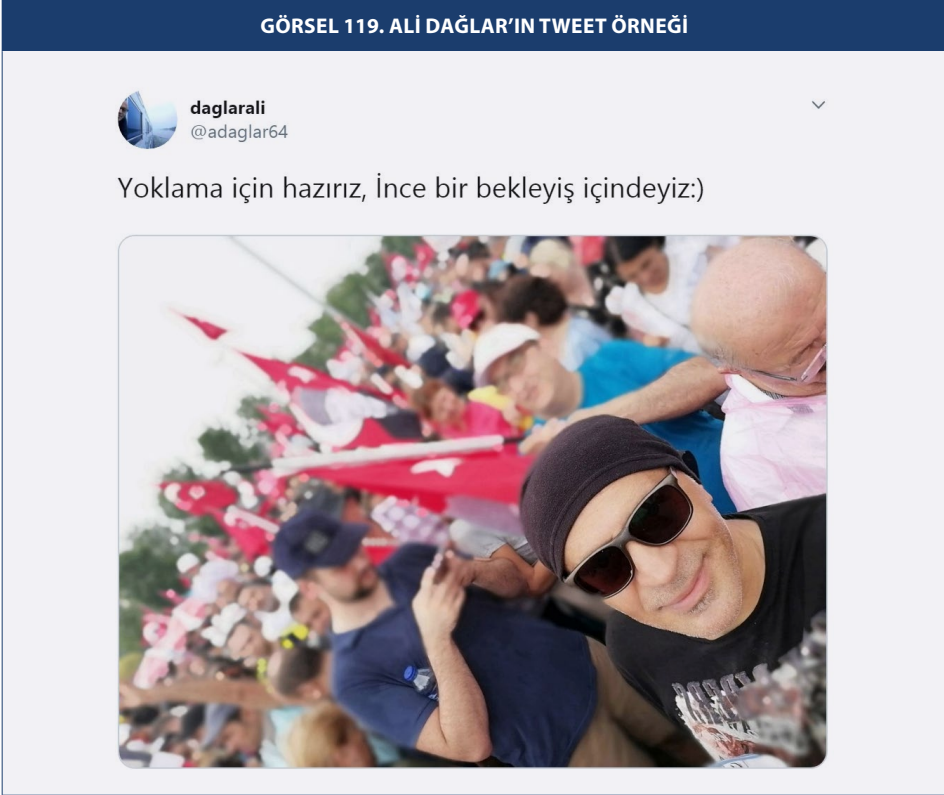 GÖRSEL 119. ALİ DAĞLAR’IN TWEET ÖRNEĞİ
daglarali
@adaglar64
Yoklama için hazırız, İnce bir bekleyiş içindeyiz:)